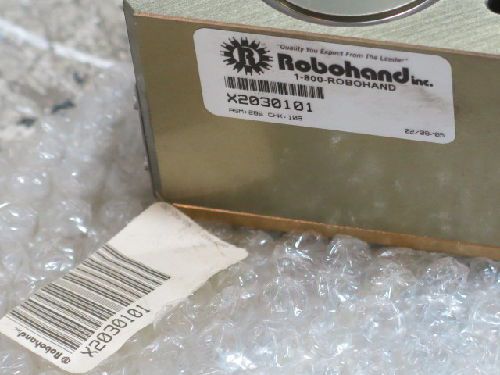 "Quality You Expect From The Leader"
Robohand inc.
1-800-ROBOHAND
X2030101
® Robohand
X2030101